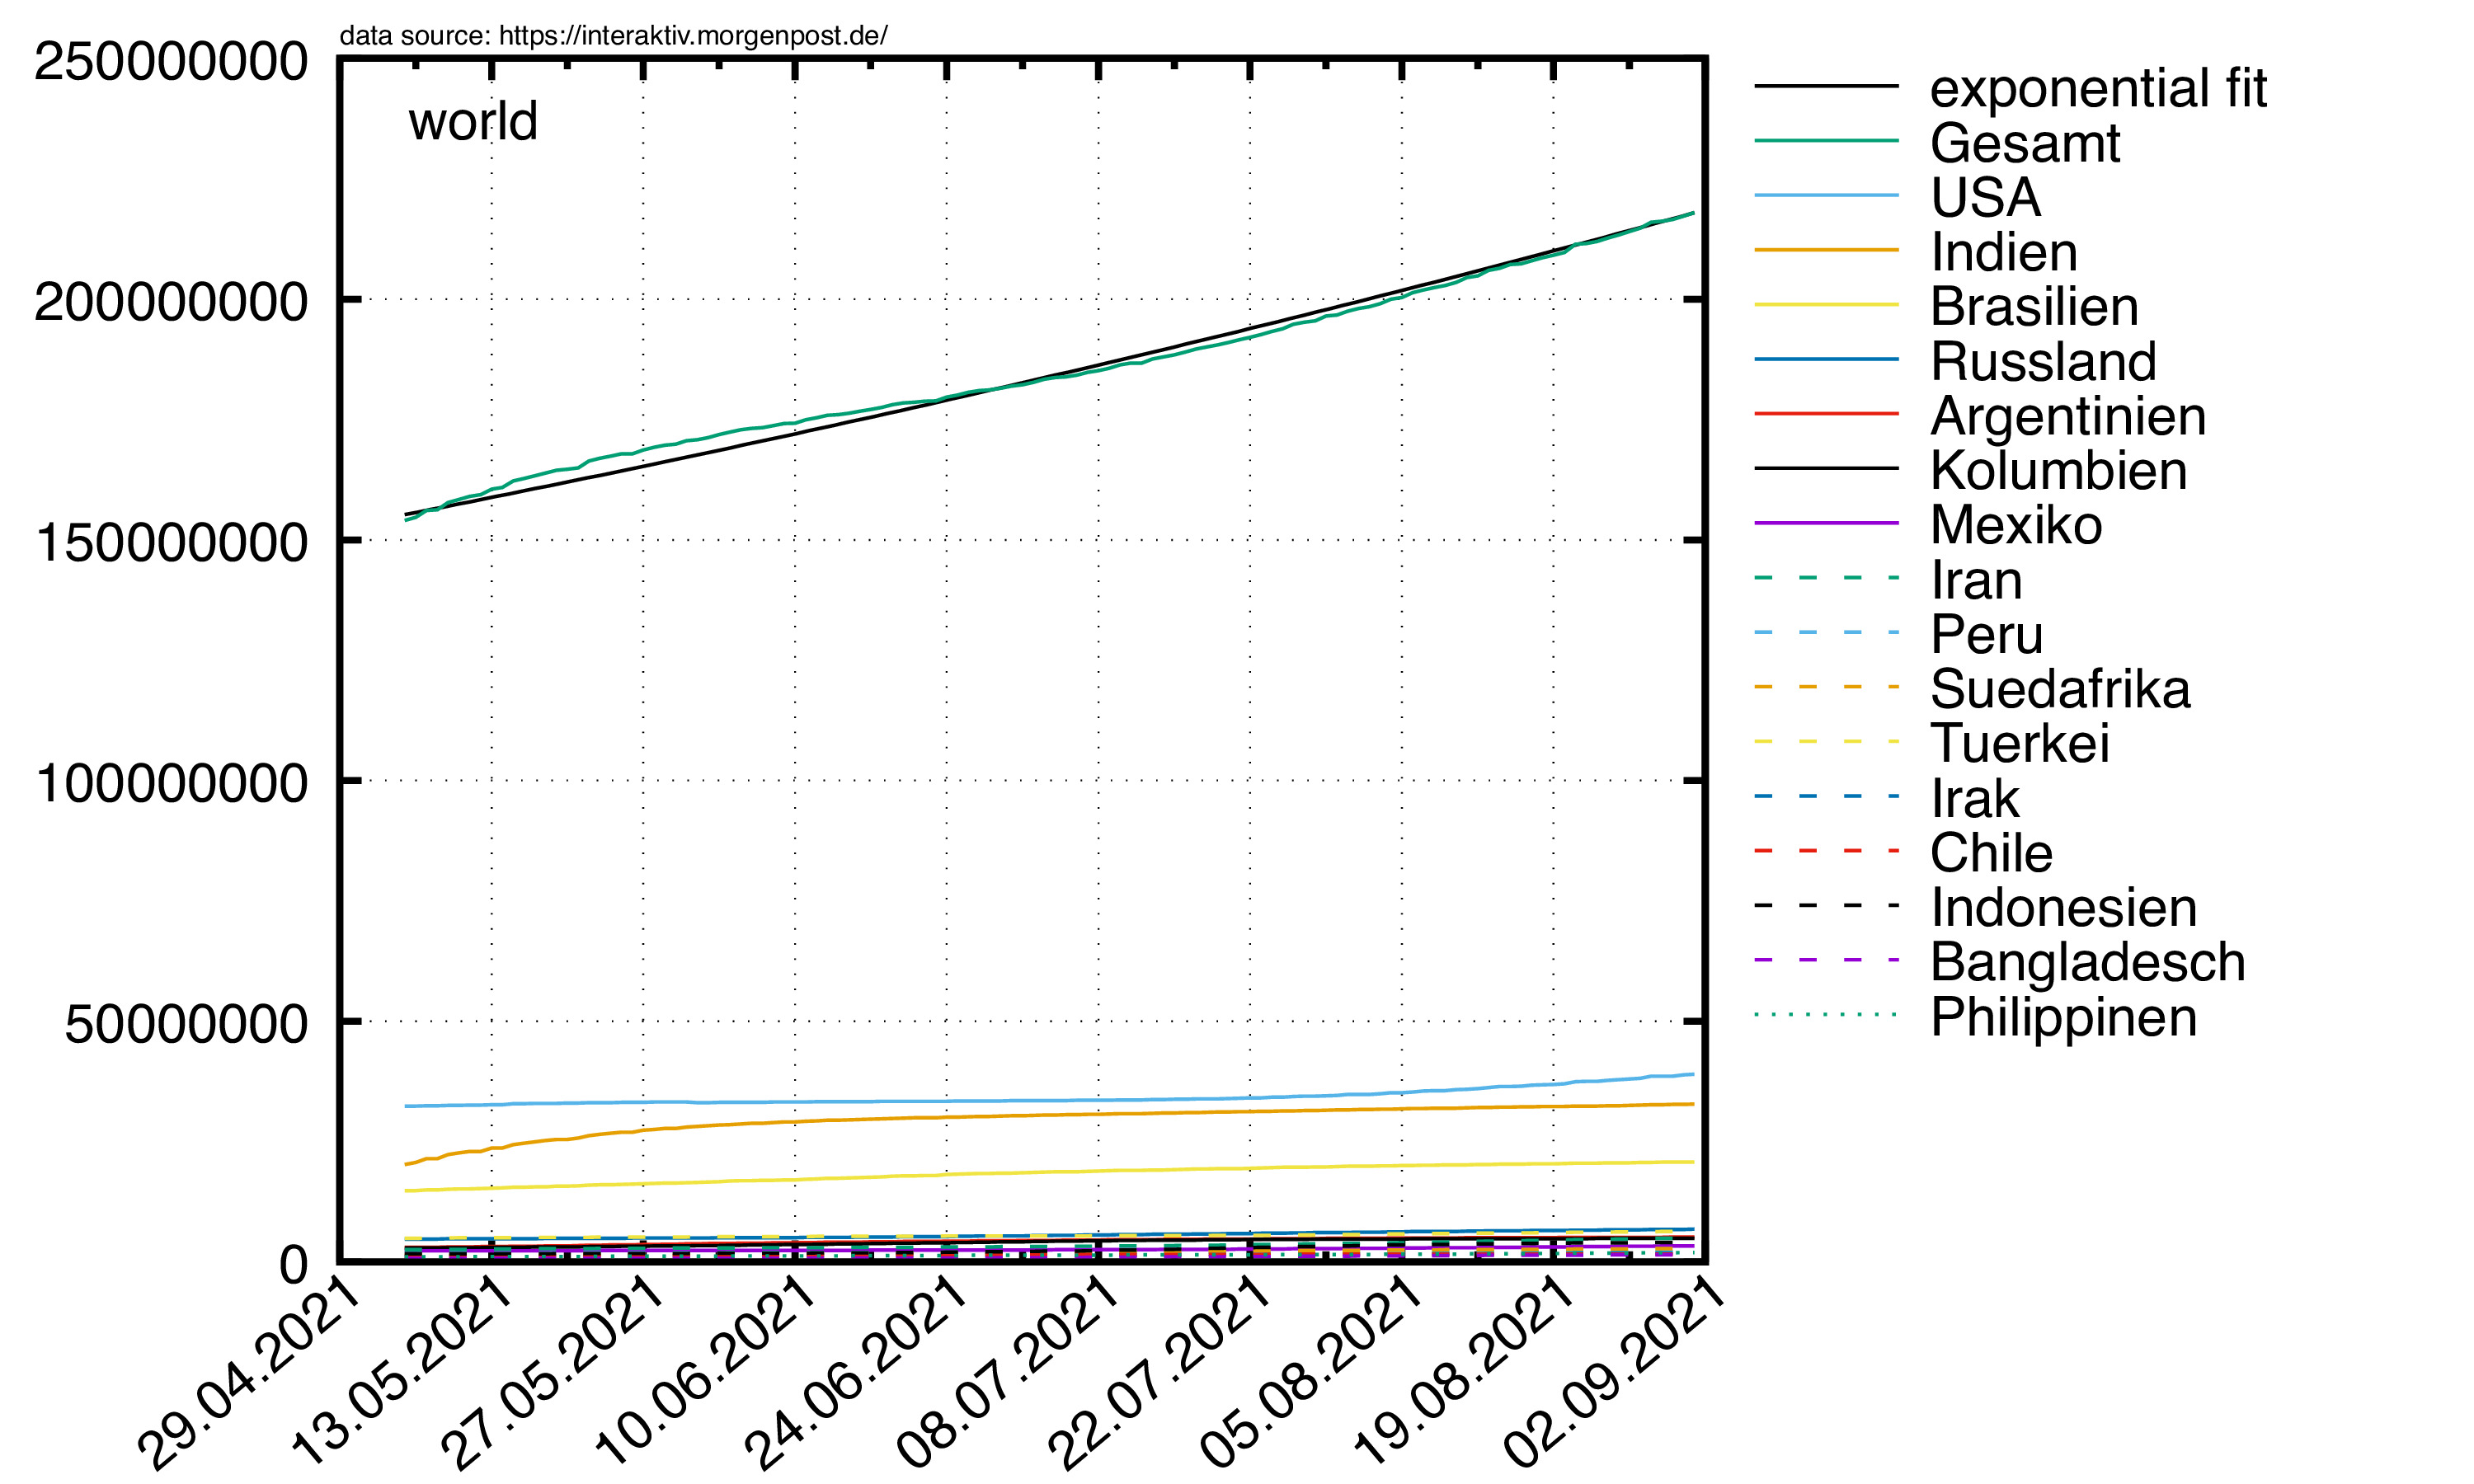 data source: https://interaktiv.morgenpost.de/
250000000
200000000
150000000
100000000
50000000
0
world
29.04.2021
13.05.2021
27.05.2021
10.06.2021
24.06.2021
08.07.2021
22.07.2021
05.08.2021
19.08.2021
02.09.2021
exponential fit
Gesamt
USA
Indien
Brasilien
Russland
Argentinien
Kolumbien
Mexiko
Iran
Peru
Suedafrika
Tuerkei
Irak
Chile
Indonesien
Bangladesch
Philippinen